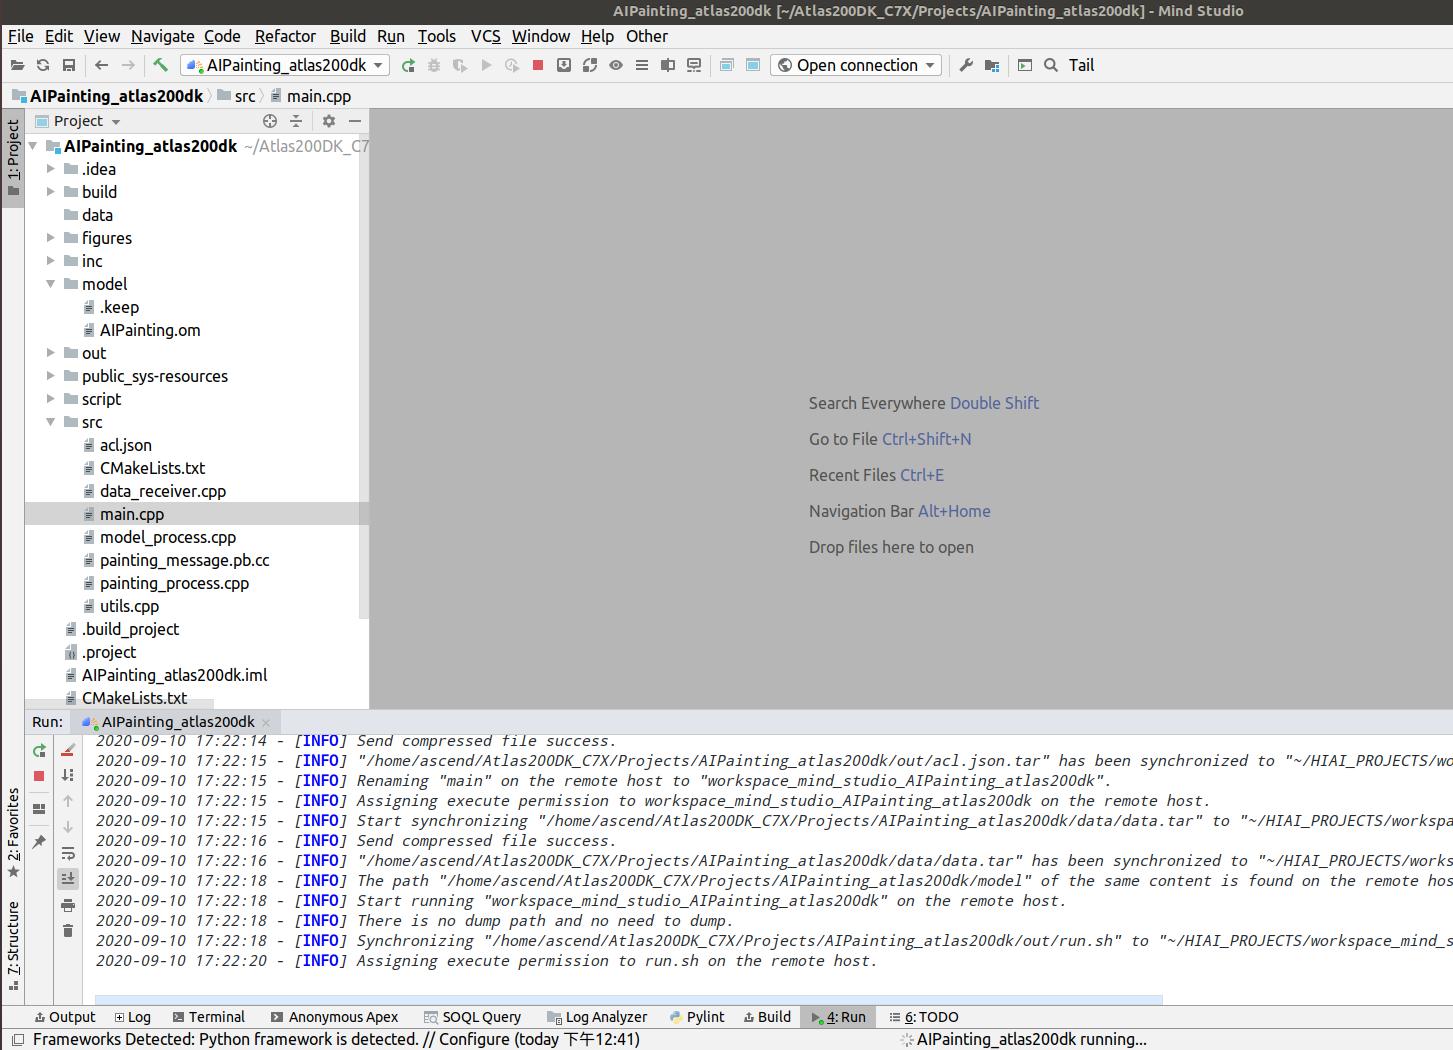 AIPainting_atlas200dk [~/Atlas200DK_C7X/Projects/AIPainting_atlas200dk] - Mind Studio
File Edit View Navigate Code Refactor Build Run Tools VCS Window Help Other
AIPainting_atlas200dk Open connection Tail
AIPainting_atlas200dk src main.cpp
1: Project
Project
AIPainting_atlas200dk ~/Atlas200DK_C7
.idea
build
data
figures
inc
model
.keep
AIPainting.om
out
public_sys-resources
script
src
acl.json
CMakeLists.txt
data_receiver.cpp
main.cpp
model_process.cpp
painting_message.pb.cc
painting_process.cpp
utils.cpp
.build_project
.project
AIPainting_atlas200dk.iml
CMakeLists.txt
Search Everywhere Double Shift
Go to File Ctrl+Shift+N
Recent Files Ctrl+E
Navigation Bar Alt+Home
Drop files here to open
Run: AIPainting_atlas200dk
2: Favorites
7: Structure
2020-09-10 17:22:14 - [INFO] Send compressed file success.
2020-09-10 17:22:15 - [INFO] "/home/ascend/Atlas200DK_C7X/Projects/AIPainting_atlas200dk/out/acl.json.tar" has been synchronized to "~/HIAI_PROJECTS/wo
2020-09-10 17:22:15 - [INFO] Renaming "main" on the remote host to "workspace_mind_studio_AIPainting_atlas200dk".
2020-09-10 17:22:15 - [INFO] Assigning execute permission to workspace_mind_studio_AIPainting_atlas200dk on the remote host.
2020-09-10 17:22:15 - [INFO] Start synchronizing "/home/ascend/Atlas200DK_C7X/Projects/AIPainting_atlas200dk/data/data.tar" to "~/HIAI_PROJECTS/workspa
2020-09-10 17:22:16 - [INFO] Send compressed file success.
2020-09-10 17:22:16 - [INFO] "/home/ascend/Atlas200DK_C7X/Projects/AIPainting_atlas200dk/data/data.tar" has been synchronized to "~/HIAI_PROJECTS/works
2020-09-10 17:22:18 - [INFO] The path "/home/ascend/Atlas200DK_C7X/Projects/AIPainting_atlas200dk/model" of the same content is found on the remote hos
2020-09-10 17:22:18 - [INFO] Start running "workspace_mind_studio_AIPainting_atlas200dk" on the remote host.
2020-09-10 17:22:18 - [INFO] There is no dump path and no need to dump.
2020-09-10 17:22:18 - [INFO] Synchronizing "/home/ascend/Atlas200DK_C7X/Projects/AIPainting_atlas200dk/out/run.sh" to "~/HIAI_PROJECTS/workspace_mind_s
2020-09-10 17:22:20 - [INFO] Assigning execute permission to run.sh on the remote host.
Output Log Terminal Anonymous Apex SOQL Query Log Analyzer Pylint Build 4: Run 6: TODO
Frameworks Detected: Python framework is detected. // Configure (today 下午12:41) AIPainting_atlas200dk running...